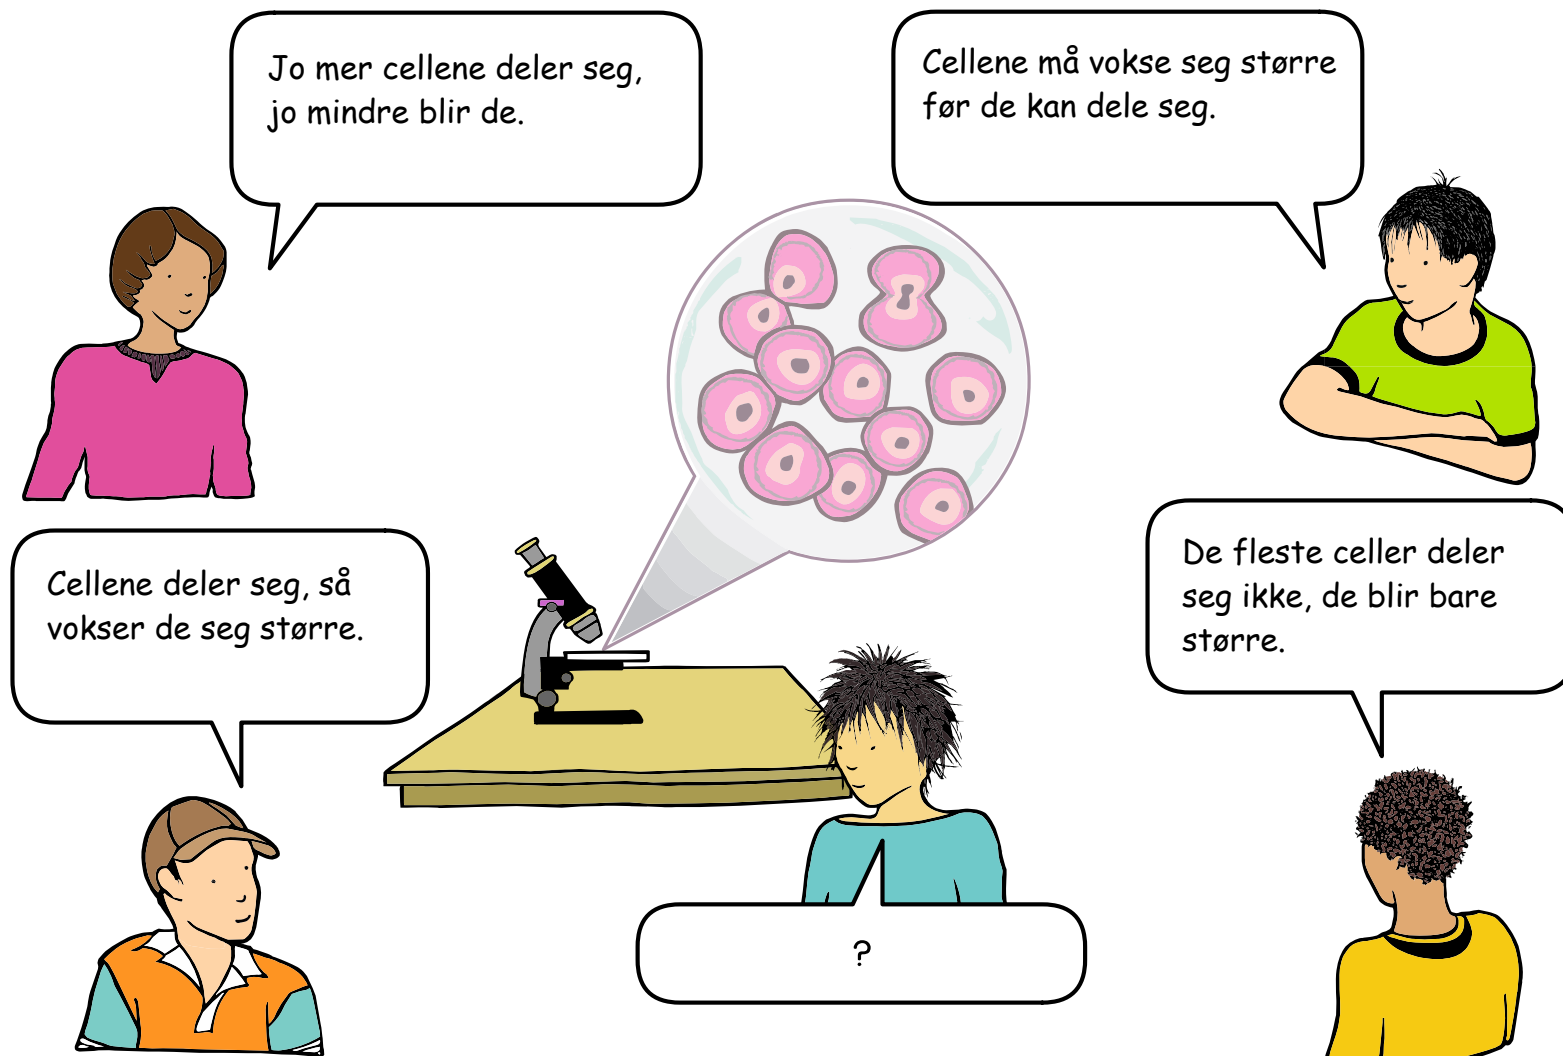 Jo mer cellene deler seg,
jo mindre blir de.
Cellene må vokse seg større
før de kan dele seg.
Cellene deler seg, så
vokser de seg større.
De fleste celler deler
seg ikke, de blir bare
større.
?